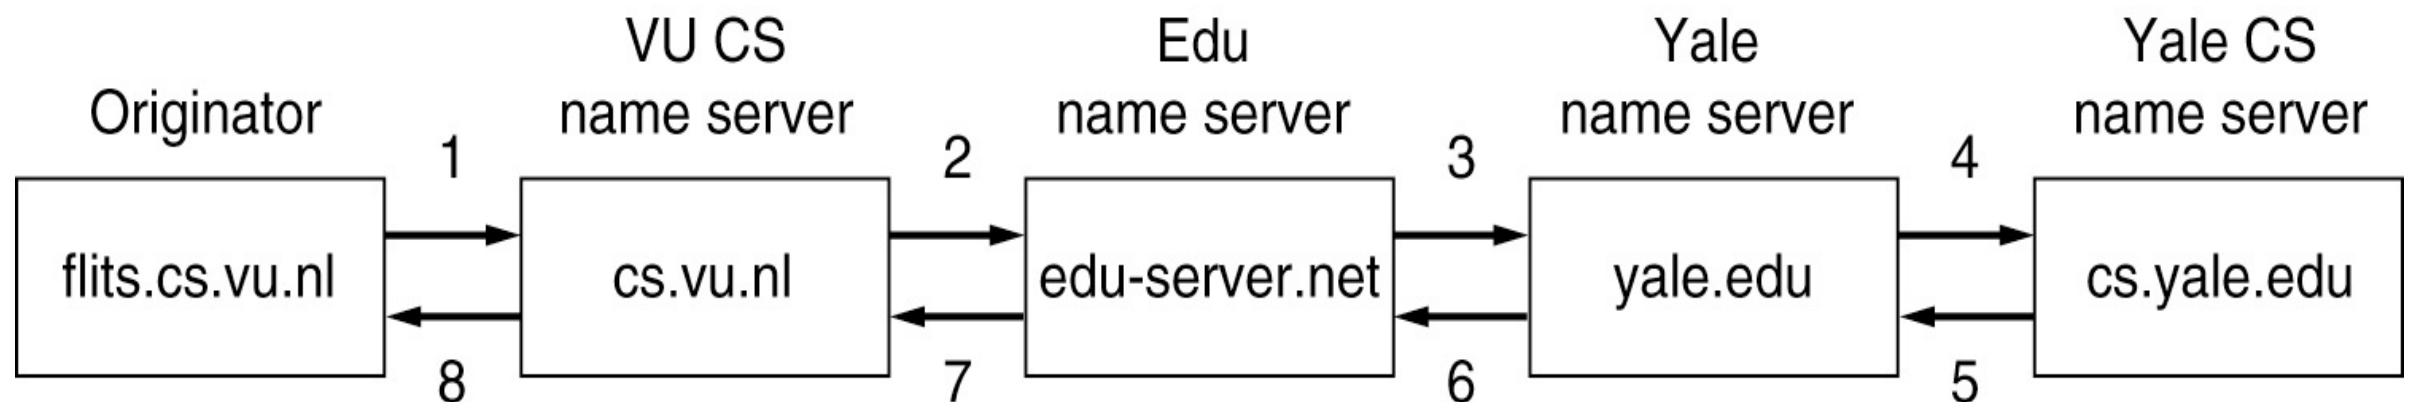 Originator
VU CS
name server
Edu
name server
Yale
name server
Yale CS
name server
1
2
3
4
flits.cs.vu.nl
cs.vu.nl
edu-server.net
yale.edu
cs.yale.edu
8
7
6
5